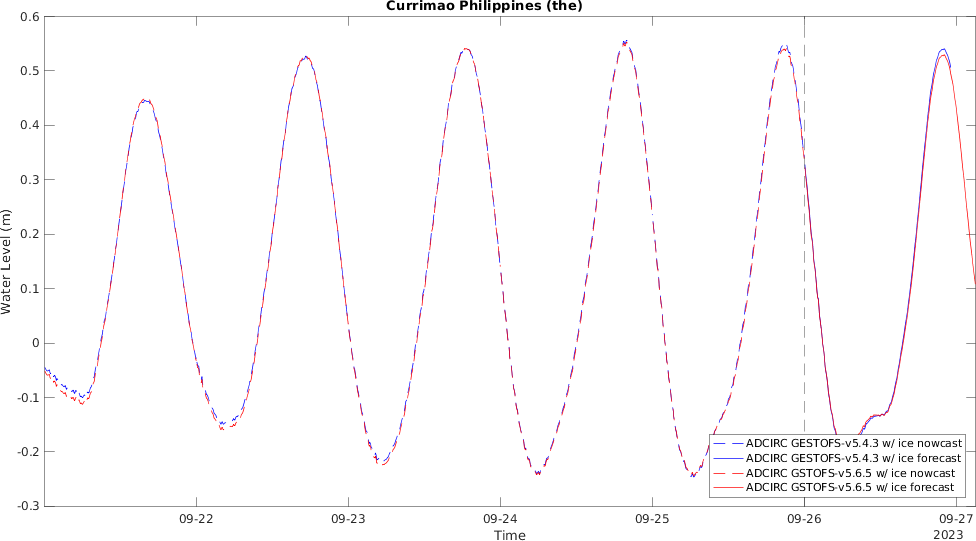 Currimao Philippines (the)
0.6
0.5
0.4
0.3
0.2
0.1
0
-0.1
-0.2
-0.3
Water Level (m)
ADCIRC GESTOFS-v5.4.3 w/ ice nowcast
ADCIRC GESTOFS-v5.4.3 w/ ice forecast
ADCIRC GSTOFS-v5.6.5 w/ ice nowcast
ADCIRC GSTOFS-v5.6.5 w/ ice forecast
09-22
09-23
09-24
09-25
09-26
09-27
Time
2023